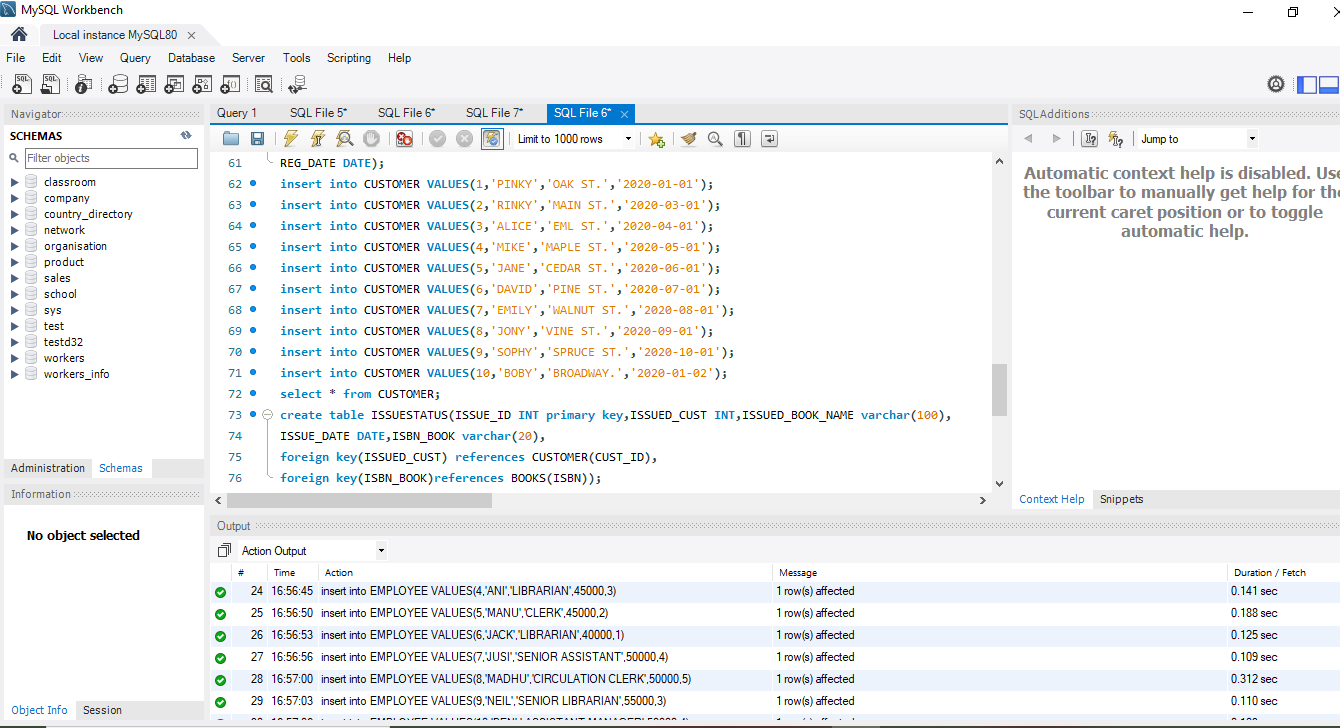 MySQL Workbench
Local instance MySQL80
File Edit View Query Database Server Tools Scripting Help
Navigator
SCHEMAS
Filter objects
classroom
company
country_directory
network
organisation
product
sales
school
sys
test
testd32
workers
workers_info
Administration Schemas
Information
No object selected
Object Info Session
Query 1 SQL File 5* SQL File 6* SQL File 7* SQL File 6*
Limit to 1000 rows
61 REG_DATE DATE);
62 insert into CUSTOMER VALUES(1,'PINKY','OAK ST.','2020-01-01');
63 insert into CUSTOMER VALUES(2,'RINKY','MAIN ST.','2020-03-01');
64 insert into CUSTOMER VALUES(3,'ALICE','EML ST.','2020-04-01');
65 insert into CUSTOMER VALUES(4,'MIKE','MAPLE ST.','2020-05-01');
66 insert into CUSTOMER VALUES(5,'JANE','CEDAR ST.','2020-06-01');
67 insert into CUSTOMER VALUES(6,'DAVID','PINE ST.','2020-07-01');
68 insert into CUSTOMER VALUES(7,'EMILY','WALNUT ST.','2020-08-01');
69 insert into CUSTOMER VALUES(8,'JONY','VINE ST.','2020-09-01');
70 insert into CUSTOMER VALUES(9,'SOPHY','SPRUCE ST.','2020-10-01');
71 insert into CUSTOMER VALUES(10,'BOBY','BROADWAY.','2020-01-02');
72 select * from CUSTOMER;
73 create table ISSUESTATUS(ISSUE_ID INT primary key,ISSUED_CUST INT,ISSUED_BOOK_NAME varchar(100),
74 ISSUE_DATE DATE,ISBN_BOOK varchar(20),
75 foreign key(ISSUED_CUST) references CUSTOMER(CUST_ID),
76 foreign key(ISBN_BOOK)references BOOKS(ISBN));
SQLAdditions
Jump to
Automatic context help is disabled. Use
the toolbar to manually get help for the
current caret position or to toggle
automatic help.
Context Help Snippets
Output
Action Output
# Time Action Message Duration / Fetch
24 16:56:45 insert into EMPLOYEE VALUES(4,'ANI','LIBRARIAN',45000,3) 1 row(s) affected 0.141 sec
25 16:56:50 insert into EMPLOYEE VALUES(5,'MANU','CLERK',45000,2) 1 row(s) affected 0.188 sec
26 16:56:53 insert into EMPLOYEE VALUES(6,'JACK','LIBRARIAN',40000,1) 1 row(s) affected 0.125 sec
27 16:56:56 insert into EMPLOYEE VALUES(7,'JUSI','SENIOR ASSISTANT',50000,4) 1 row(s) affected 0.109 sec
28 16:57:00 insert into EMPLOYEE VALUES(8,'MADHU','CIRCULATION CLERK',50000,5) 1 row(s) affected 0.312 sec
29 16:57:03 insert into EMPLOYEE VALUES(9,'NEIL','SENIOR LIBRARIAN',55000,3) 1 row(s) affected 0.110 sec